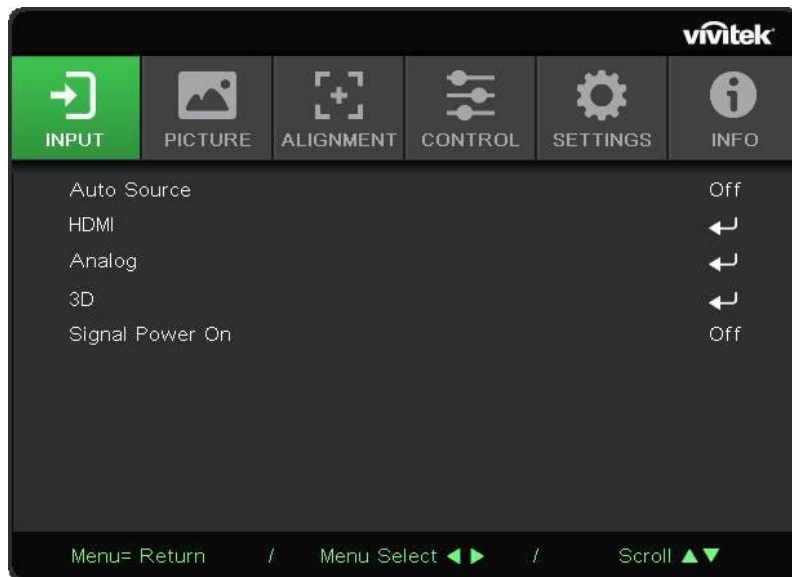 vivitek
INPUT PICTURE ALIGNMENT CONTROL SETTINGS INFO
Auto Source Off
HDMI
Analog
3D
Signal Power On Off
Menu= Return / Menu Select ◀ ▶ / Scroll ▲▼